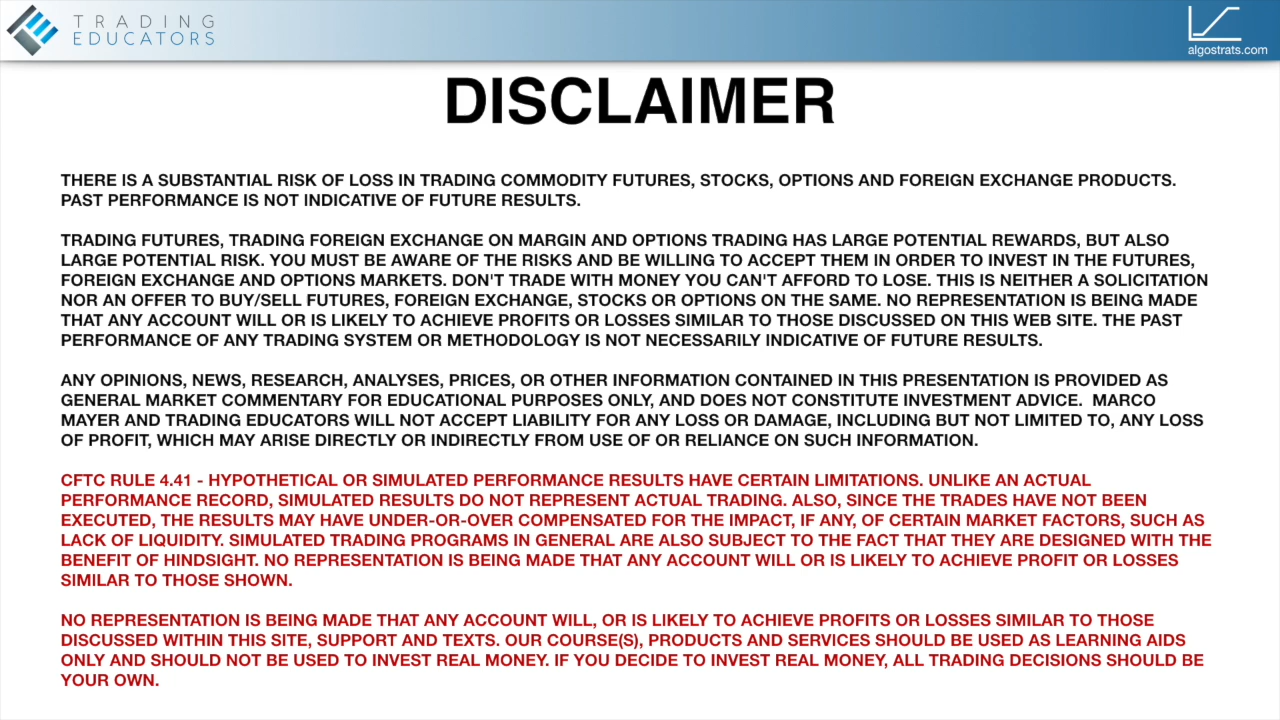 TRADING
EDUCATORS
algostrats.com
DISCLAIMER
THERE IS A SUBSTANTIAL RISK OF LOSS IN TRADING COMMODITY FUTURES, STOCKS, OPTIONS AND FOREIGN EXCHANGE PRODUCTS.
PAST PERFORMANCE IS NOT INDICATIVE OF FUTURE RESULTS.
TRADING FUTURES, TRADING FOREIGN EXCHANGE ON MARGIN AND OPTIONS TRADING HAS LARGE POTENTIAL REWARDS, BUT ALSO
LARGE POTENTIAL RISK. YOU MUST BE AWARE OF THE RISKS AND BE WILLING TO ACCEPT THEM IN ORDER TO INVEST IN THE FUTURES,
FOREIGN EXCHANGE AND OPTIONS MARKETS. DON'T TRADE WITH MONEY YOU CAN'T AFFORD TO LOSE. THIS IS NEITHER A SOLICITATION
NOR AN OFFER TO BUY/SELL FUTURES, FOREIGN EXCHANGE, STOCKS OR OPTIONS ON THE SAME. NO REPRESENTATION IS BEING MADE
THAT ANY ACCOUNT WILL OR IS LIKELY TO ACHIEVE PROFITS OR LOSSES SIMILAR TO THOSE DISCUSSED ON THIS WEB SITE. THE PAST
PERFORMANCE OF ANY TRADING SYSTEM OR METHODOLOGY IS NOT NECESSARILY INDICATIVE OF FUTURE RESULTS.
ANY OPINIONS, NEWS, RESEARCH, ANALYSES, PRICES, OR OTHER INFORMATION CONTAINED IN THIS PRESENTATION IS PROVIDED AS
GENERAL MARKET COMMENTARY FOR EDUCATIONAL PURPOSES ONLY, AND DOES NOT CONSTITUTE INVESTMENT ADVICE. MARCO
MAYER AND TRADING EDUCATORS WILL NOT ACCEPT LIABILITY FOR ANY LOSS OR DAMAGE, INCLUDING BUT NOT LIMITED TO, ANY LOSS
OF PROFIT, WHICH MAY ARISE DIRECTLY OR INDIRECTLY FROM USE OF OR RELIANCE ON SUCH INFORMATION.
CFTC RULE 4.41 - HYPOTHETICAL OR SIMULATED PERFORMANCE RESULTS HAVE CERTAIN LIMITATIONS. UNLIKE AN ACTUAL
PERFORMANCE RECORD, SIMULATED RESULTS DO NOT REPRESENT ACTUAL TRADING. ALSO, SINCE THE TRADES HAVE NOT BEEN
EXECUTED, THE RESULTS MAY HAVE UNDER-OR-OVER COMPENSATED FOR THE IMPACT, IF ANY, OF CERTAIN MARKET FACTORS, SUCH AS
LACK OF LIQUIDITY. SIMULATED TRADING PROGRAMS IN GENERAL ARE ALSO SUBJECT TO THE FACT THAT THEY ARE DESIGNED WITH THE
BENEFIT OF HINDSIGHT. NO REPRESENTATION IS BEING MADE THAT ANY ACCOUNT WILL OR IS LIKELY TO ACHIEVE PROFIT OR LOSSES
SIMILAR TO THOSE SHOWN.
NO REPRESENTATION IS BEING MADE THAT ANY ACCOUNT WILL, OR IS LIKELY TO ACHIEVE PROFITS OR LOSSES SIMILAR TO THOSE
DISCUSSED WITHIN THIS SITE, SUPPORT AND TEXTS. OUR COURSE(S), PRODUCTS AND SERVICES SHOULD BE USED AS LEARNING AIDS
ONLY AND SHOULD NOT BE USED TO INVEST REAL MONEY. IF YOU DECIDE TO INVEST REAL MONEY, ALL TRADING DECISIONS SHOULD BE
YOUR OWN.